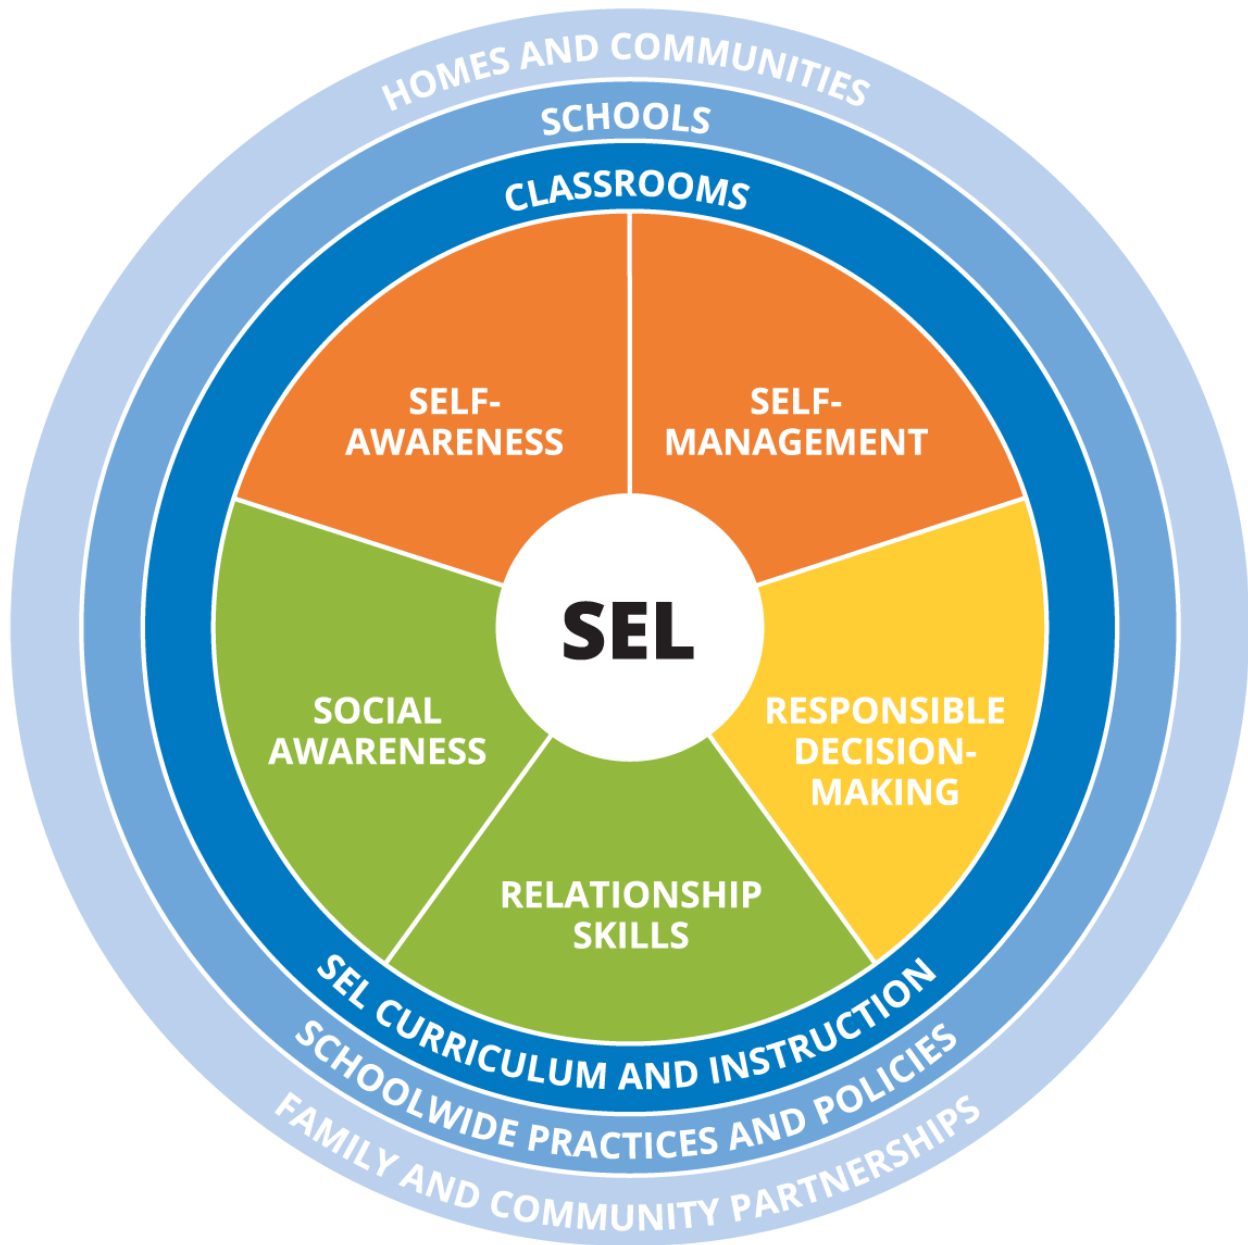 HOMES AND COMMUNITIES
SCHOOLS
CLASSROOMS
SELF-
AWARENESS
SELF-
MANAGEMENT
SEL
SOCIAL
AWARENESS
RESPONSIBLE
DECISION-
MAKING
RELATIONSHIP
SKILLS
SEL CURRICULUM AND INSTRUCTION
SCHOOLWIDE PRACTICES AND POLICIES
FAMILY AND COMMUNITY PARTNERSHIPS